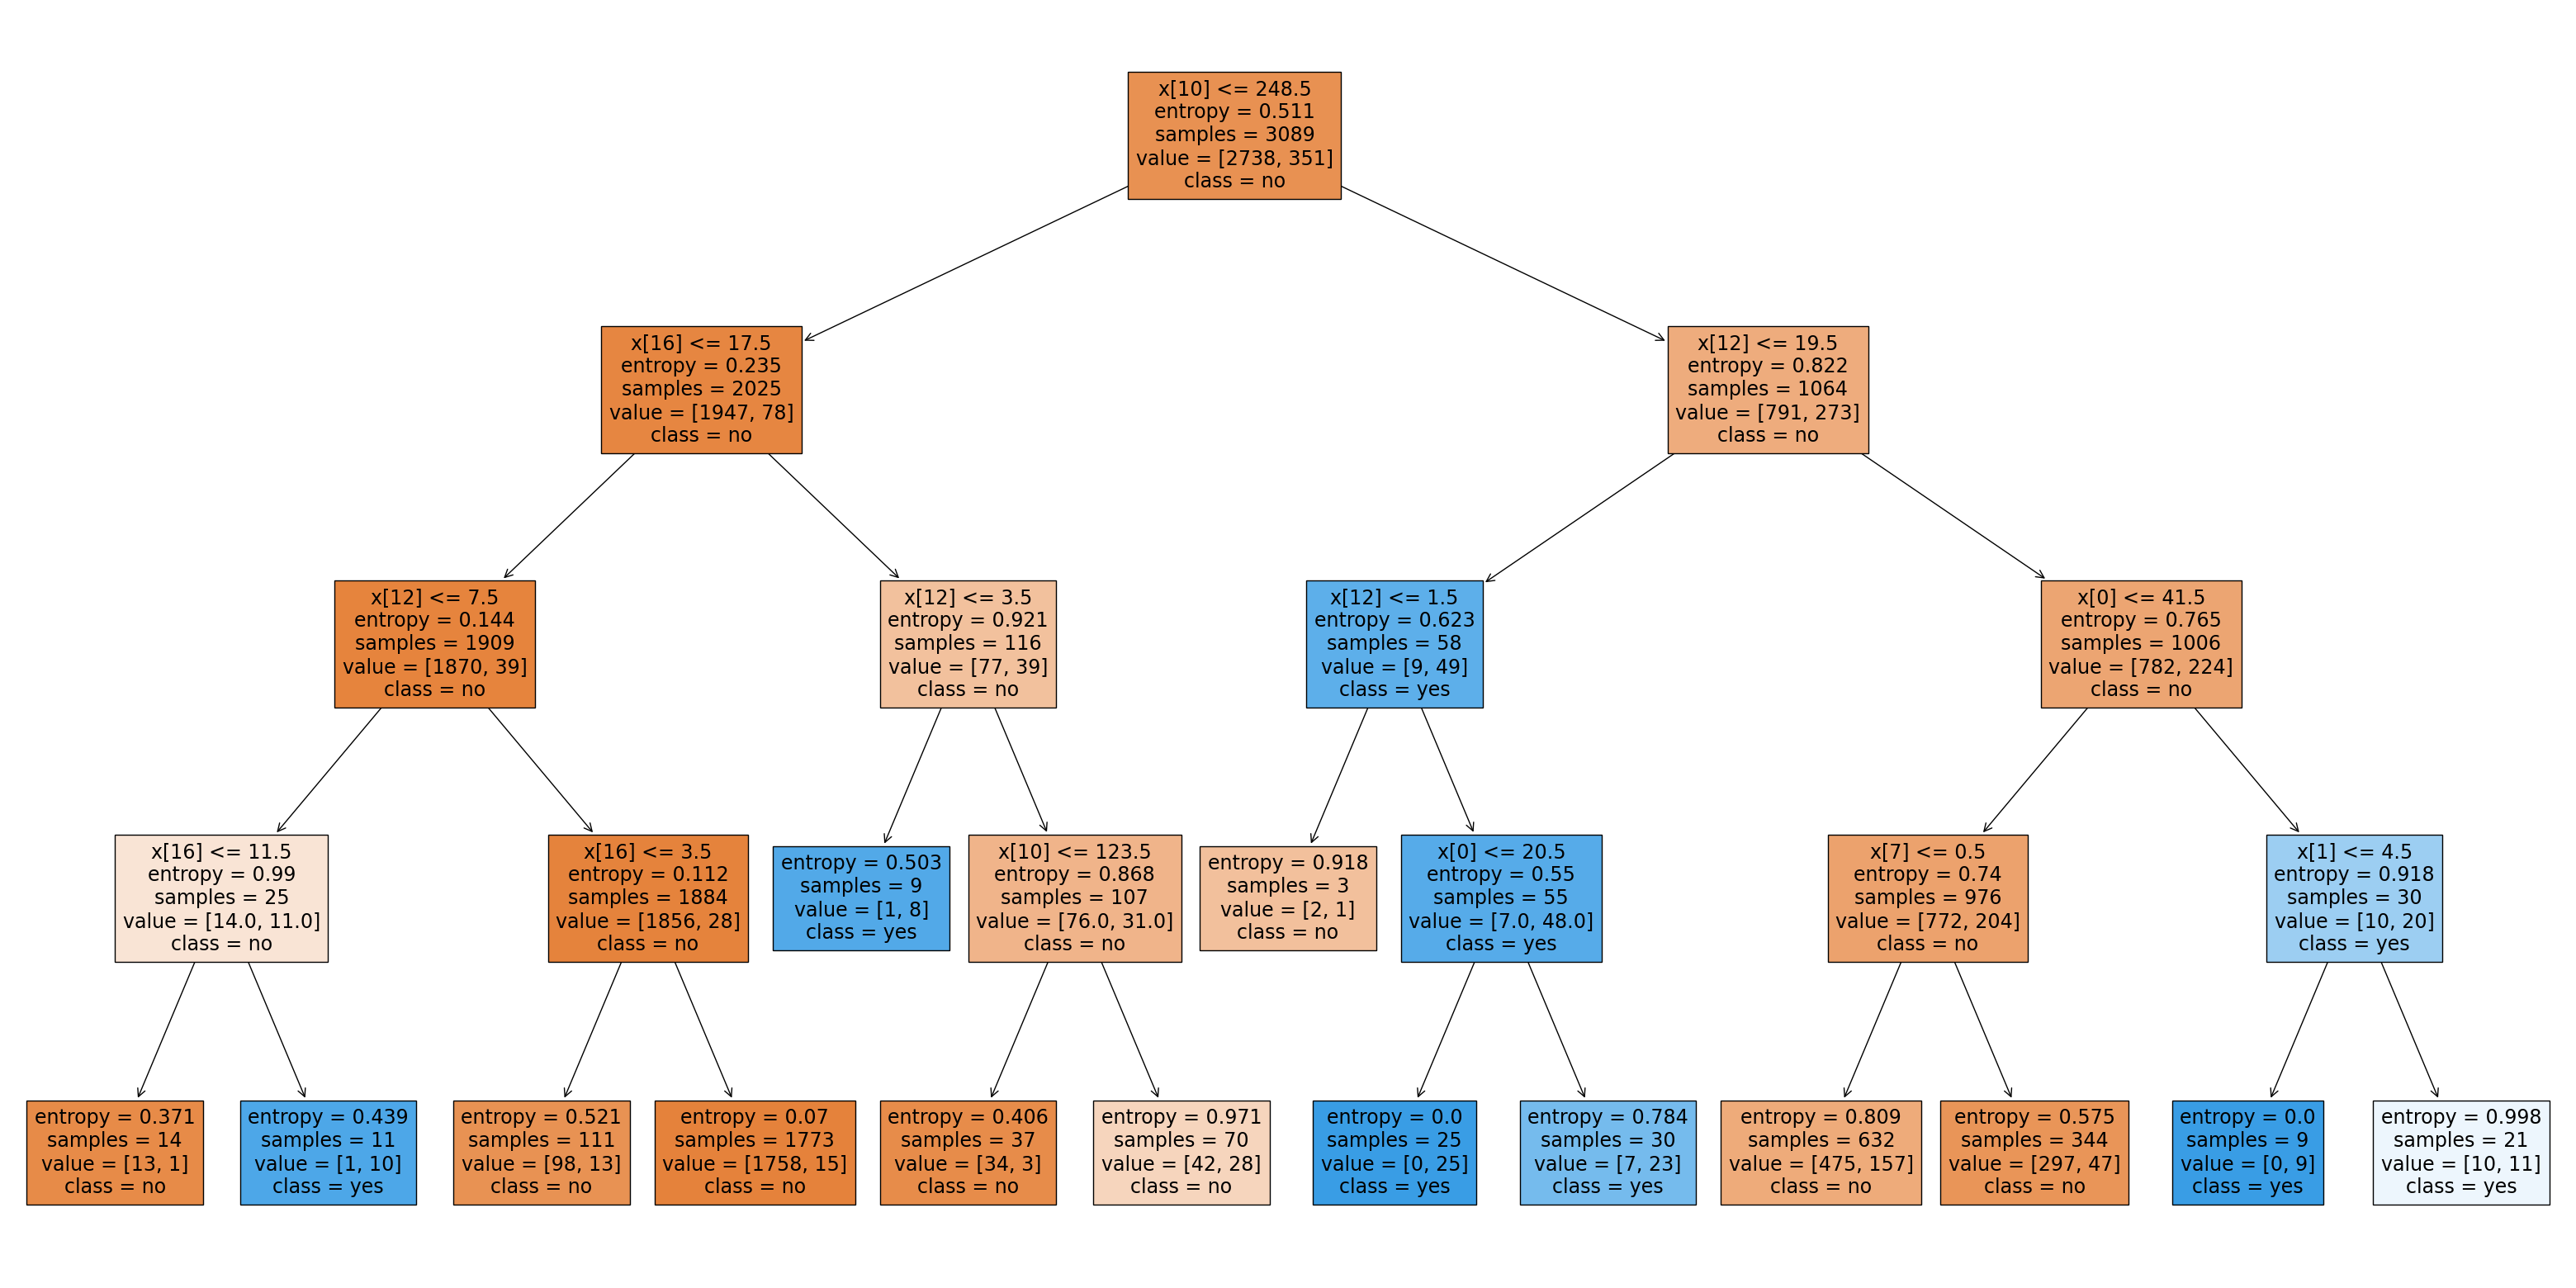 x[10] <= 248.5
entropy = 0.511
samples = 3089
value = [2738, 351]
class = no
x[16] <= 17.5
entropy = 0.235
samples = 2025
value = [1947, 78]
class = no
x[12] <= 19.5
entropy = 0.822
samples = 1064
value = [791, 273]
class = no
x[12] <= 7.5
entropy = 0.144
samples = 1909
value = [1870, 39]
class = no
x[12] <= 3.5
entropy = 0.921
samples = 116
value = [77, 39]
class = no
x[12] <= 1.5
entropy = 0.623
samples = 58
value = [9, 49]
class = yes
x[0] <= 41.5
entropy = 0.765
samples = 1006
value = [782, 224]
class = no
x[16] <= 11.5
entropy = 0.99
samples = 25
value = [14.0, 11.0]
class = no
x[16] <= 3.5
entropy = 0.112
samples = 1884
value = [1856, 28]
class = no
entropy = 0.503
samples = 9
value = [1, 8]
class = yes
x[10] <= 123.5
entropy = 0.868
samples = 107
value = [76.0, 31.0]
class = no
entropy = 0.918
samples = 3
value = [2, 1]
class = no
x[0] <= 20.5
entropy = 0.55
samples = 55
value = [7.0, 48.0]
class = yes
x[7] <= 0.5
entropy = 0.74
samples = 976
value = [772, 204]
class = no
x[1] <= 4.5
entropy = 0.918
samples = 30
value = [10, 20]
class = yes
entropy = 0.371
samples = 14
value = [13, 1]
class = no
entropy = 0.439
samples = 11
value = [1, 10]
class = yes
entropy = 0.521
samples = 111
value = [98, 13]
class = no
entropy = 0.07
samples = 1773
value = [1758, 15]
class = no
entropy = 0.406
samples = 37
value = [34, 3]
class = no
entropy = 0.971
samples = 70
value = [42, 28]
class = no
entropy = 0.0
samples = 25
value = [0, 25]
class = yes
entropy = 0.784
samples = 30
value = [7, 23]
class = yes
entropy = 0.809
samples = 632
value = [475, 157]
class = no
entropy = 0.575
samples = 344
value = [297, 47]
class = no
entropy = 0.0
samples = 9
value = [0, 9]
class = yes
entropy = 0.998
samples = 21
value = [10, 11]
class = yes